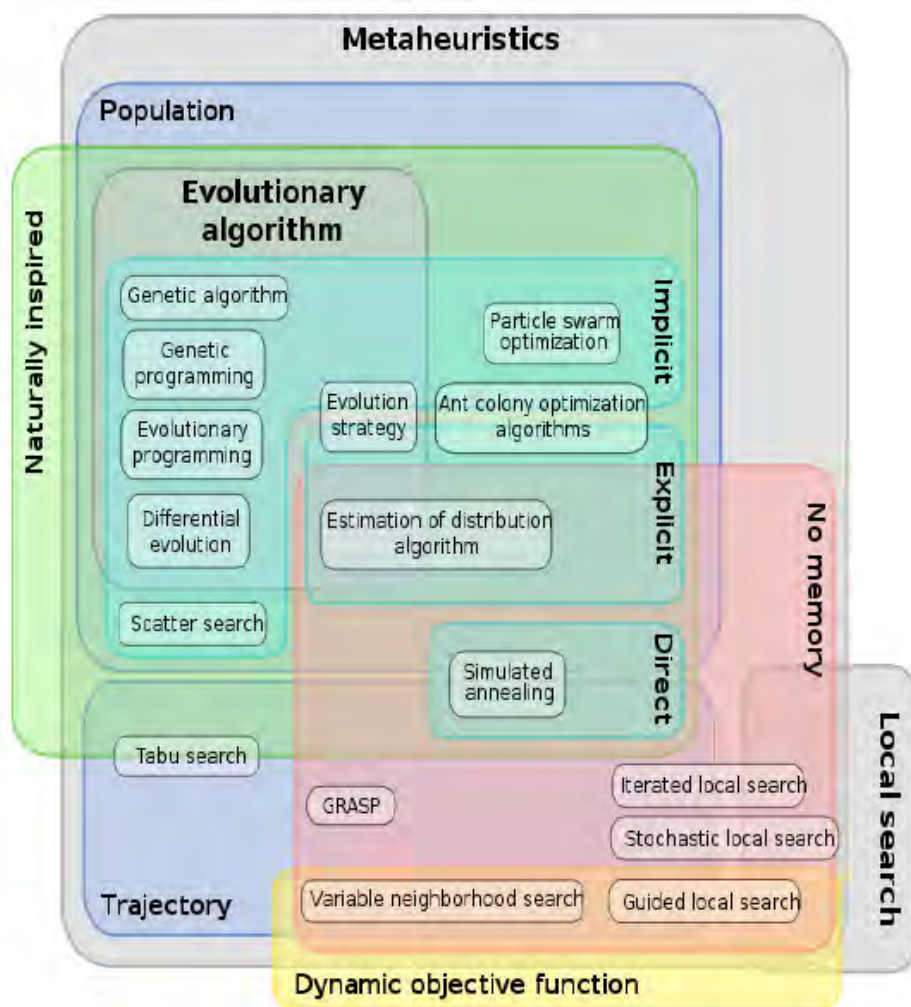 Metaheuristics
Population
Naturally inspired
Evolutionary
algorithm
Genetic algorithm
Implicit
Particle swarm
optimization
Genetic
programming
Evolution
strategy
Ant colony optimization
algorithms
Evolutionary
programming
Explicit
Differential
evolution
Estimation of distribution
algorithm
No memory
Scatter search
Direct
Simulated
annealing
Local search
Tabu search
GRASP
Iterated local search
Stochastic local search
Trajectory
Variable neighborhood search
Guided local search
Dynamic objective function